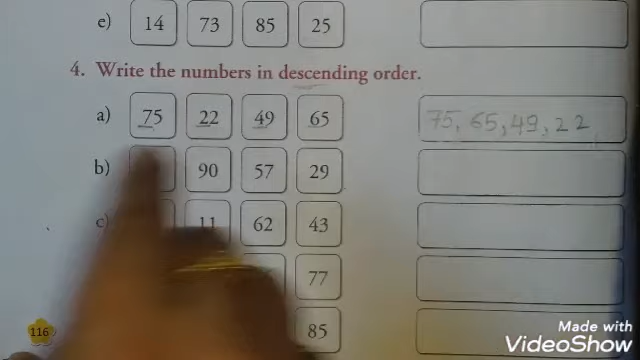 e) 14 73 85 25
4. Write the numbers in descending order.
a) 75 22 49 65 75, 65, 49, 22
b) 90 57 29
c) 11 62 43
77
85
116
Made with
VideoShow